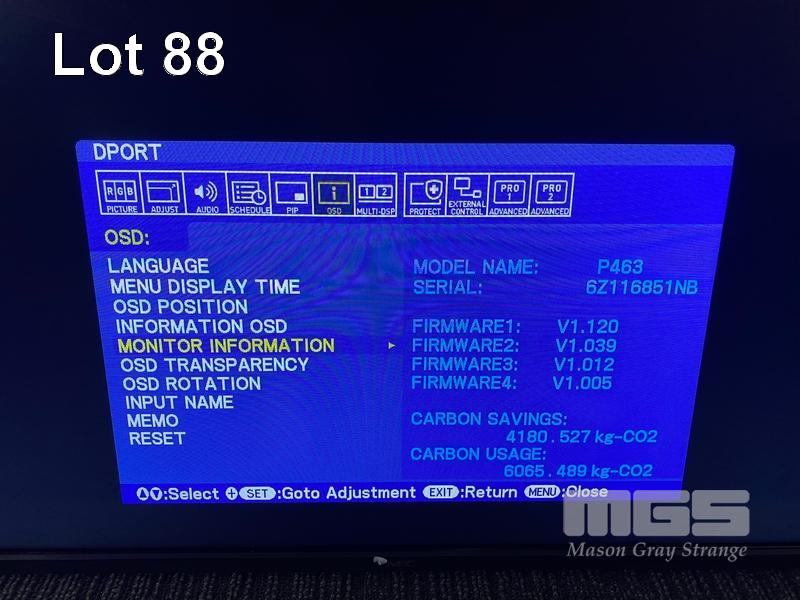 Lot 88
DPORT
RGB
PICTURE ADJUST AUDIO SCHEDULE PIP OSD MULTI-DSP PROTECT EXTERNAL CONTROL PRO 1 ADVANCED PRO 2 ADVANCED
1 2
OSD:
LANGUAGE
MENU DISPLAY TIME
OSD POSITION
INFORMATION OSD
MONITOR INFORMATION
OSD TRANSPARENCY
OSD ROTATION
INPUT NAME
MEMO
RESET
MODEL NAME: P463
SERIAL: 6Z116851NB
FIRMWARE1: V1.120
FIRMWARE2: V1.039
FIRMWARE3: V1.012
FIRMWARE4: V1.005
CARBON SAVINGS:
4180.527 kg-CO2
CARBON USAGE:
6065.489 kg-CO2
:Select + SET :Goto Adjustment EXIT :Return MENU :Close
MGS
Mason Gray Strange